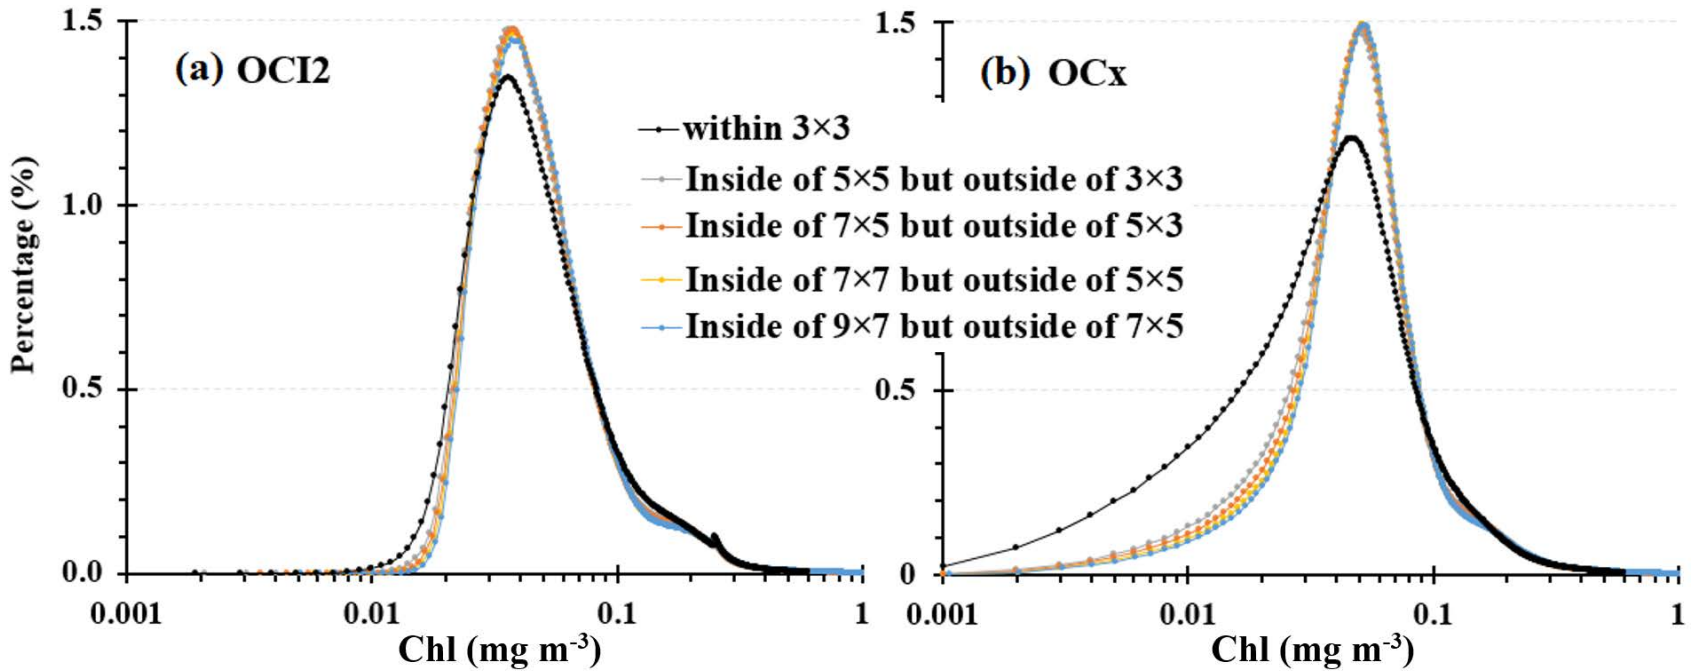 (a) OCI2
(b) OCx
within 3×3
Inside of 5×5 but outside of 3×3
Inside of 7×5 but outside of 5×3
Inside of 7×7 but outside of 5×5
Inside of 9×7 but outside of 7×5
Percentage (%)
1.5
1.0
0.5
0.0
0.001 0.01 0.1 1
Chl (mg m-3)
1.5
0.5
0
0.001 0.01 0.1 1
Chl (mg m-3)